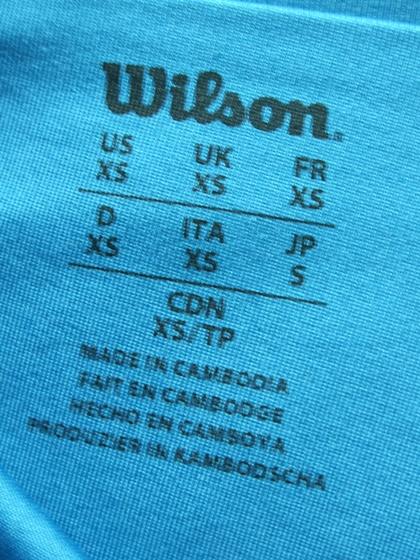 Wilson
US UK FR
XS XS XS
D ITA JP
XS XS S
CDN
XS/TP
MADE IN CAMBODIA
FAIT EN CAMBODGE
HECHO EN CAMBOYA
PRODUZIER IN KAMBODSCHA